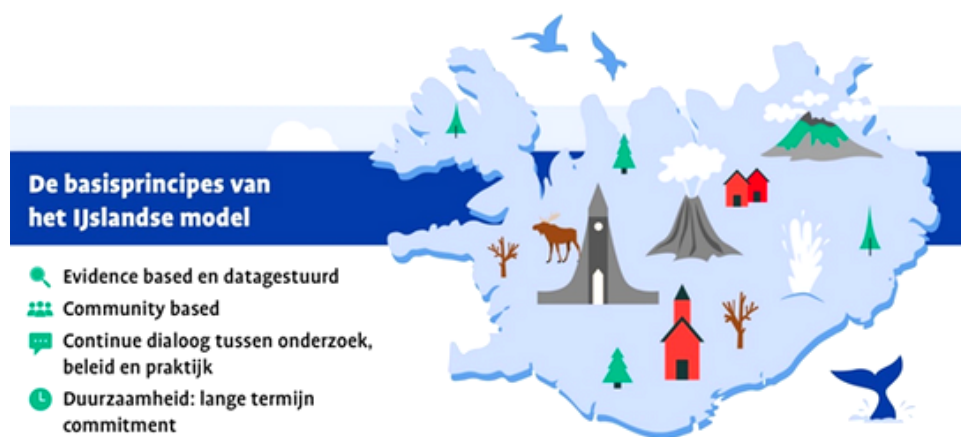 De basisprincipes van
het IJslandse model
Evidence based en datagestuurd
Community based
Continue dialoog tussen onderzoek,
beleid en praktijk
Duurzaamheid: lange termijn
commitment